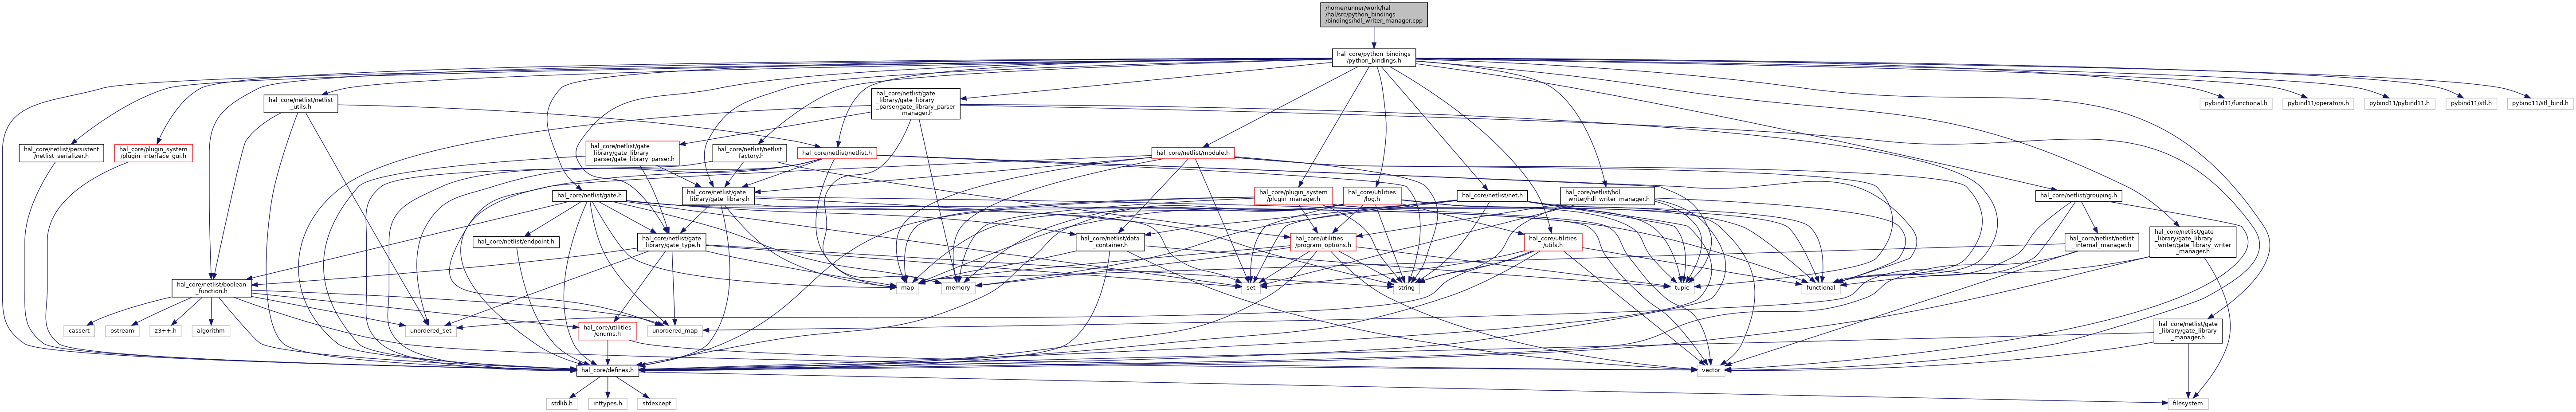 /home/runner/work/hal
/hal/src/python_bindings
/bindings/hdl_writer_manager.cpp
hal_core/python_bindings
/python_bindings.h
hal_core/netlist/netlist
_utils.h
hal_core/netlist/gate
_library/gate_library
_parser/gate_library_parser
_manager.h
pybind11/functional.h
pybind11/operators.h
pybind11/pybind11.h
pybind11/stl.h
pybind11/stl_bind.h
hal_core/netlist/persistent
/netlist_serializer.h
hal_core/plugin_system
/plugin_interface_gui.h
hal_core/netlist/gate
_library/gate_library
_parser/gate_library_parser.h
hal_core/netlist/netlist
_factory.h
hal_core/netlist/netlist.h
hal_core/netlist/module.h
hal_core/netlist/gate.h
hal_core/netlist/gate
_library/gate_library.h
hal_core/plugin_system
/plugin_manager.h
hal_core/utilities
/log.h
hal_core/netlist/net.h
hal_core/netlist/hdl
_writer/hdl_writer_manager.h
hal_core/netlist/grouping.h
hal_core/netlist/endpoint.h
hal_core/netlist/gate
_library/gate_type.h
hal_core/netlist/data
_container.h
hal_core/utilities
/program_options.h
hal_core/utilities
/utils.h
hal_core/netlist/netlist
_internal_manager.h
hal_core/netlist/gate
_library/gate_library
_writer/gate_library_writer
_manager.h
hal_core/netlist/boolean
_function.h
map
memory
set
string
tuple
functional
cassert
ostream
z3++.h
algorithm
unordered_set
hal_core/utilities
/enums.h
unordered_map
hal_core/netlist/gate
_library/gate_library
_manager.h
hal_core/defines.h
vector
stdlib.h
inttypes.h
stdexcept
filesystem